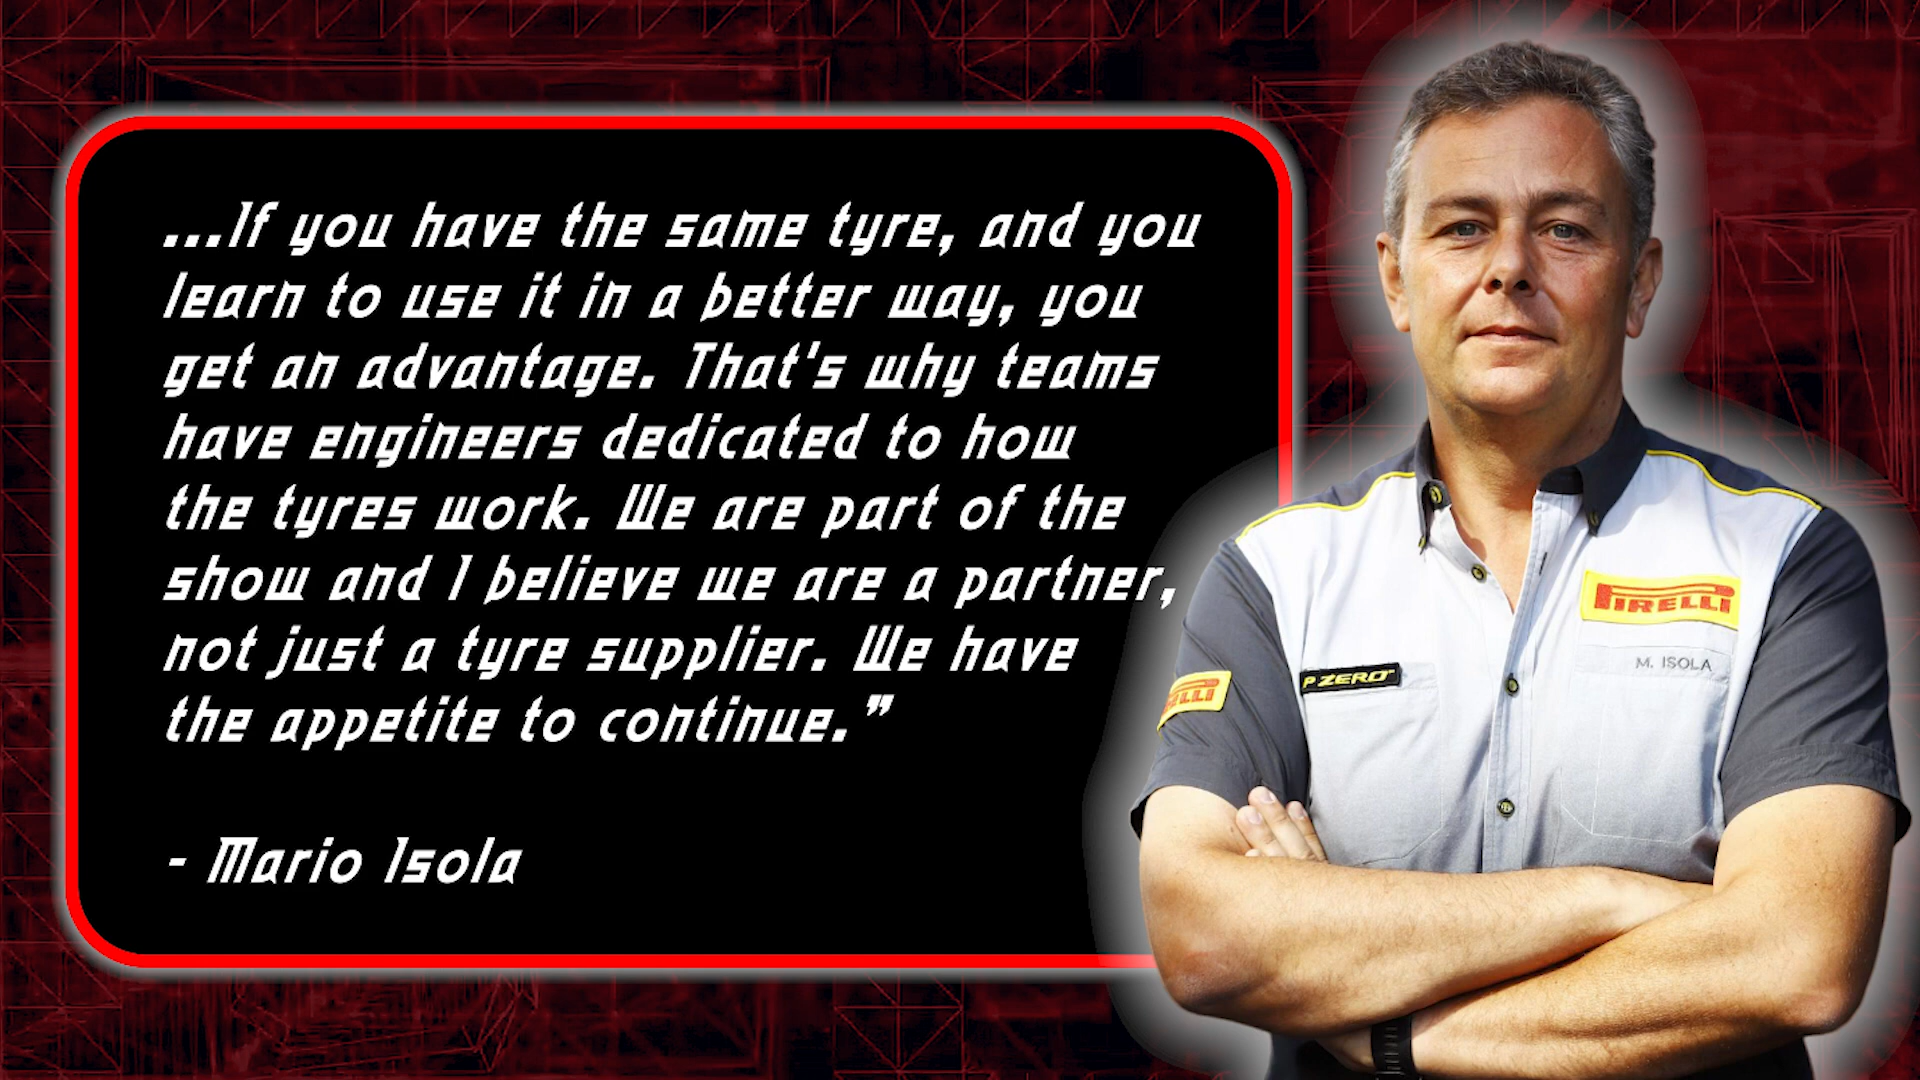 ...If you have the same tyre, and you
learn to use it in a better way, you
get an advantage. That's why teams
have engineers dedicated to how
the tyres work. We are part of the
show and I believe we are a partner,
not just a tyre supplier. We have
the appetite to continue.”
- Mario Isola
PIRELLI
M. ISOLA
P ZERO™